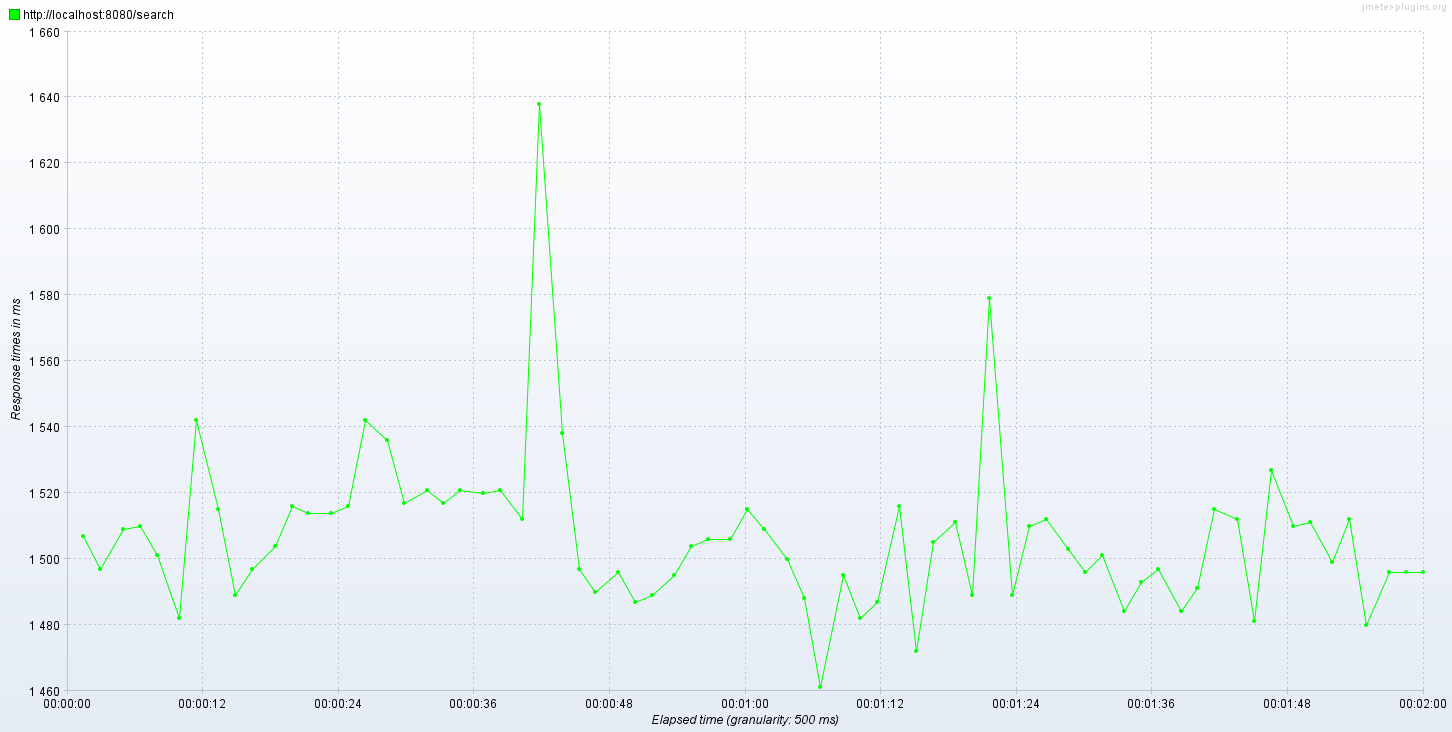 http://localhost:8080/search
jmeter-plugins.org
1 660
1 640
1 620
1 600
1 580
1 560
1 540
1 520
1 500
1 480
1 460
Response times in ms
00:00:00 00:00:12 00:00:24 00:00:36 00:00:48 00:01:00 00:01:12 00:01:24 00:01:36 00:01:48 00:02:00
Elapsed time (granularity: 500 ms)